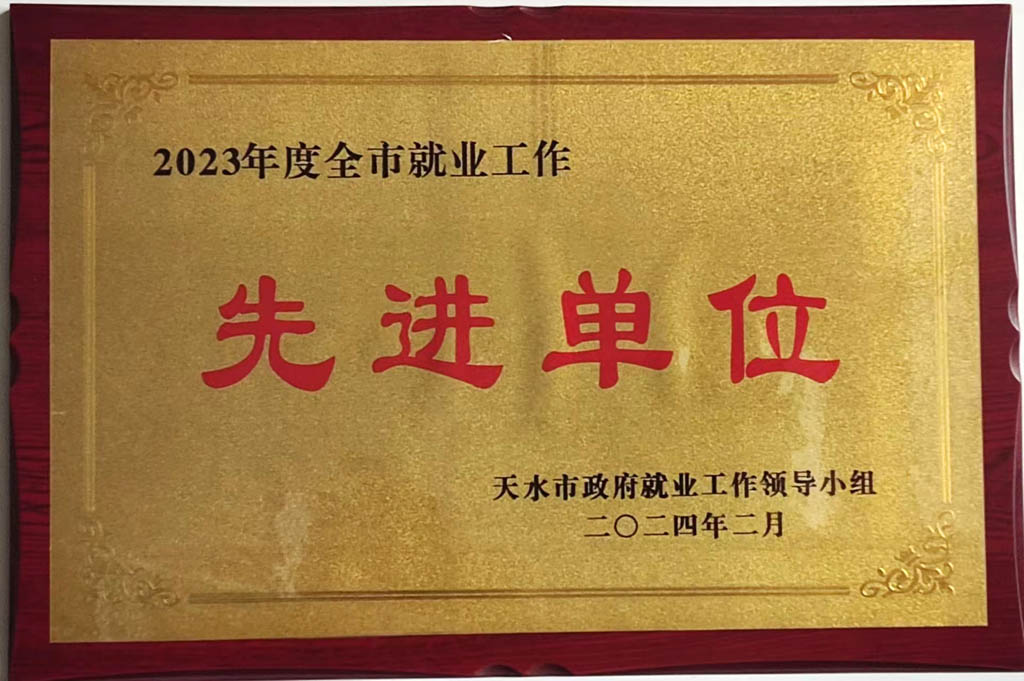 2023年度全市就业工作
先进单位
天水市政府就业工作领导小组
二〇二四年二月